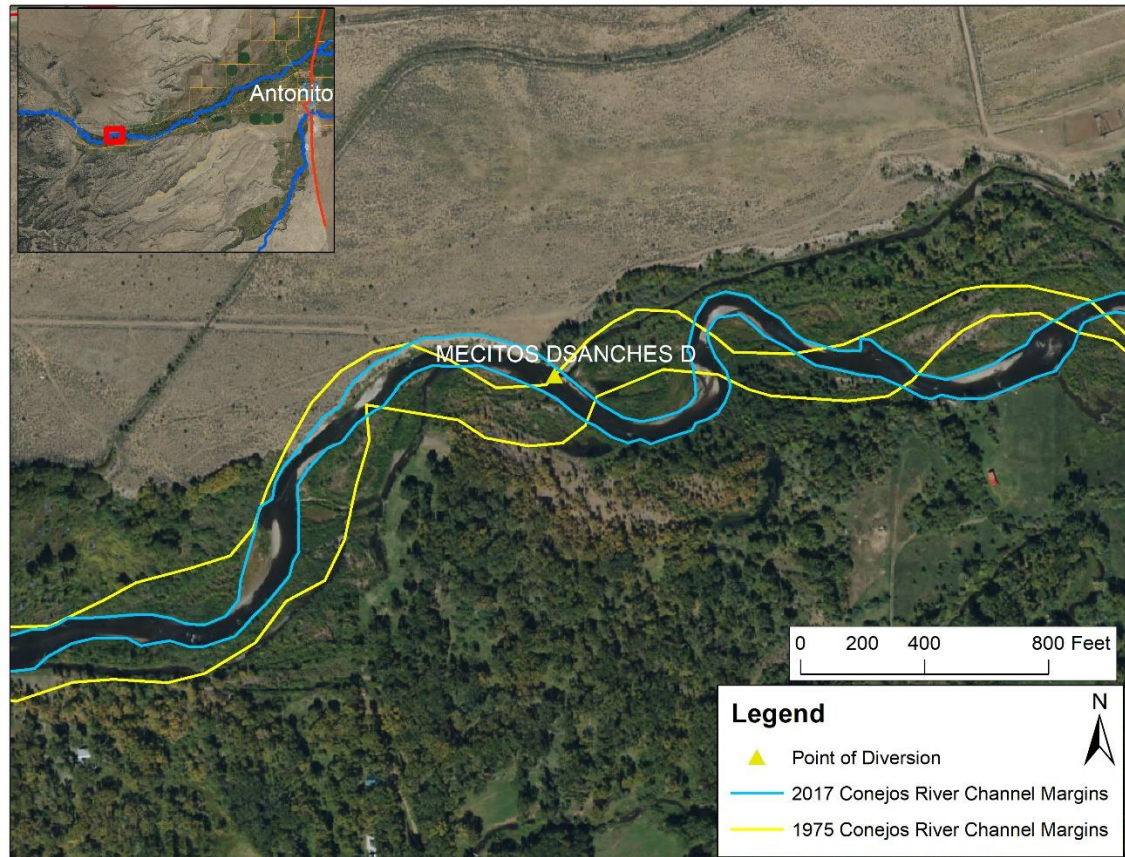 Antonito
MECITOS DSANCHES D
0 200 400 800 Feet
Legend
N
Point of Diversion
2017 Conejos River Channel Margins
1975 Conejos River Channel Margins